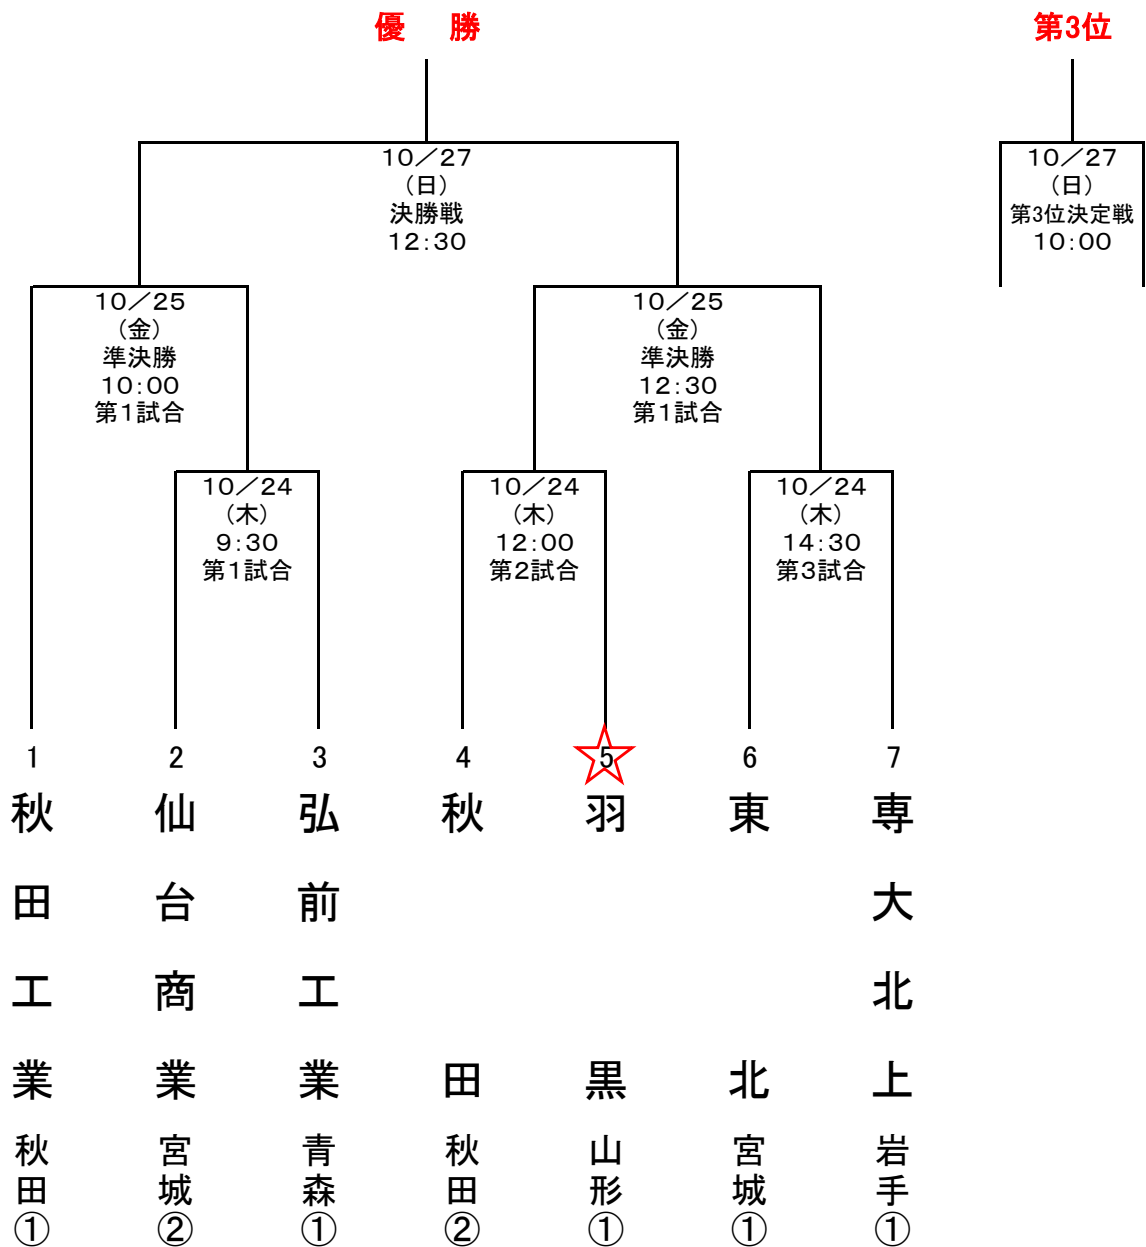 優　勝
第3位
10／27
（日）
決勝戦
12：30
10／27
（日）
第3位決定戦
10：00
10／25
（金）
準決勝
10：00
第1試合
10／25
（金）
準決勝
12：30
第1試合
10／24
（木）
9：30
第1試合
10／24
（木）
12：00
第2試合
10／24
（木）
14：30
第3試合
1
2
3
4
5
6
7
秋田工業
仙台商業
弘前工業
秋田
羽黒
東北
専大北上
秋田①
宮城②
青森①
秋田②
山形①
宮城①
岩手①